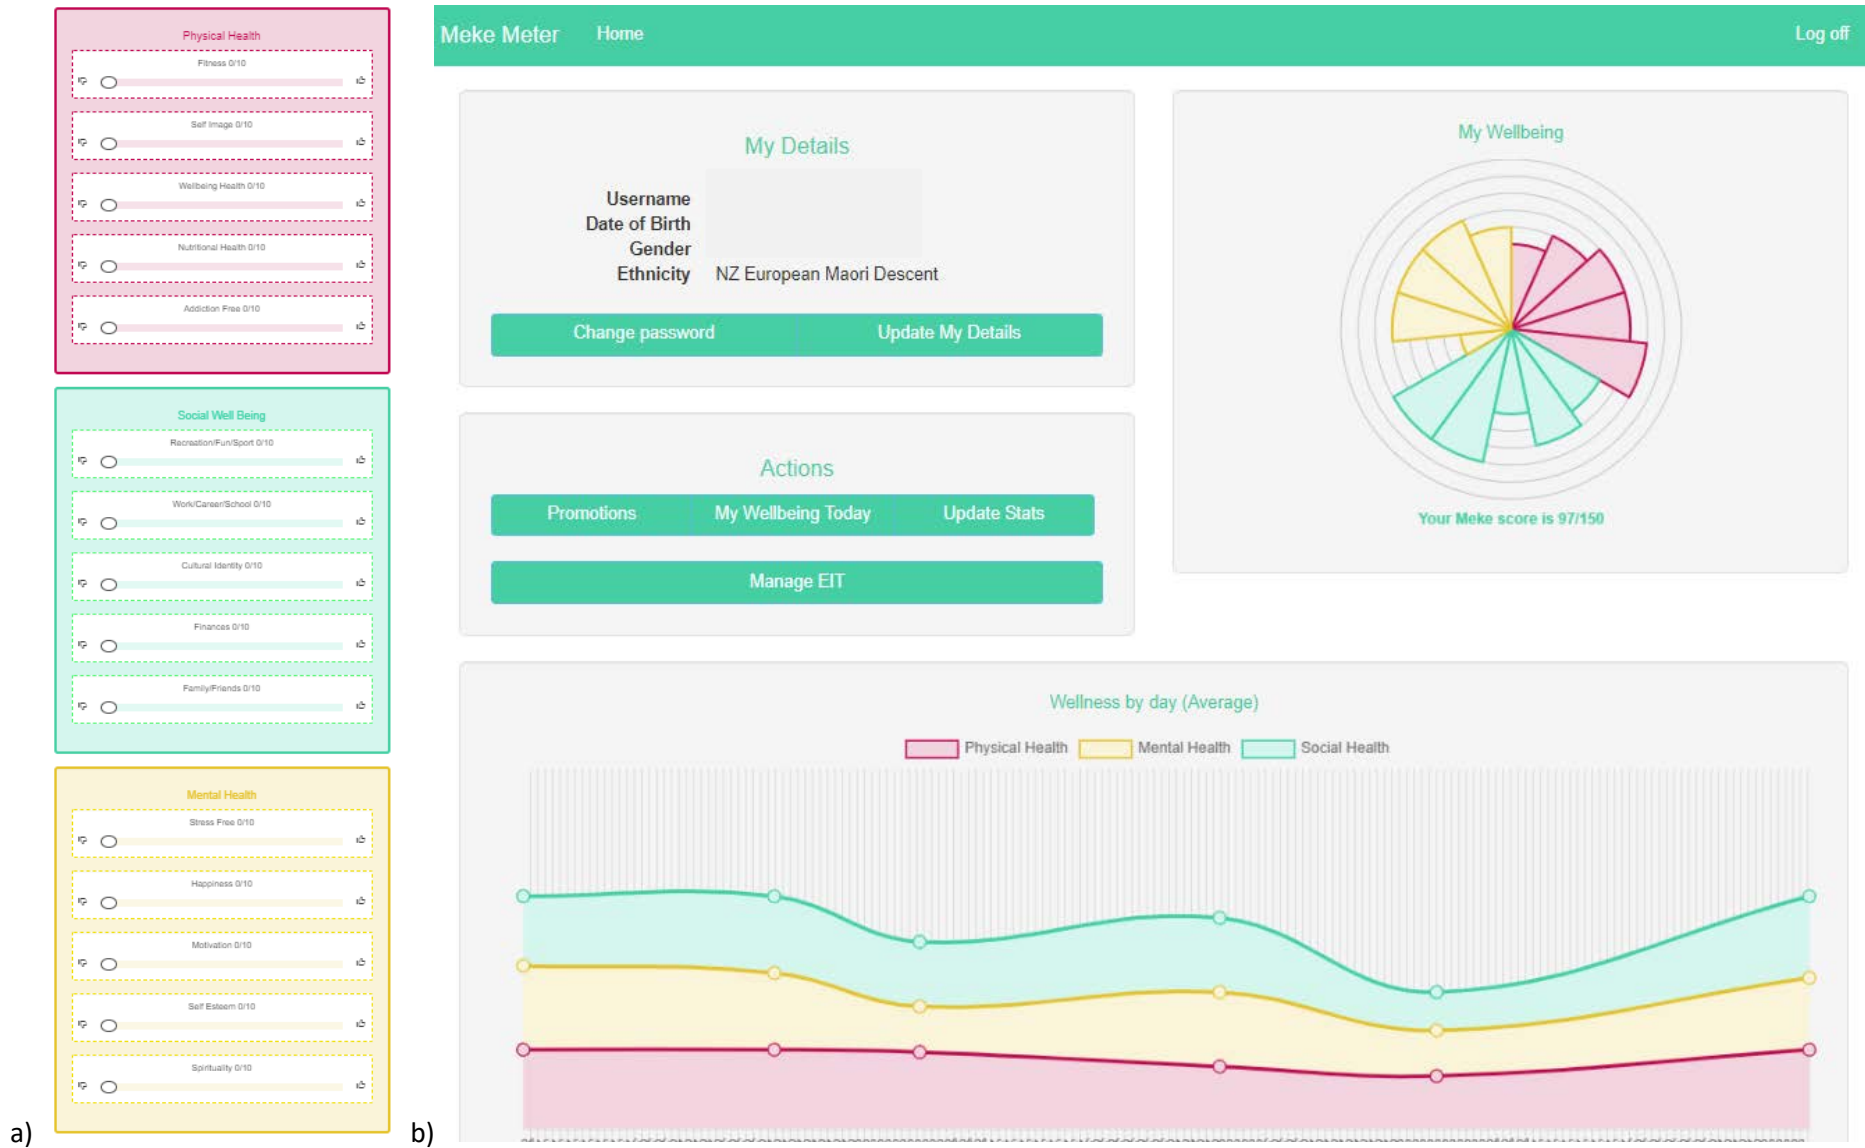 Physical Health
Fitness 0/10
Self Image 0/10
Wellbeing Health 0/10
Nutritional Health 0/10
Addiction Free 0/10
Social Well Being
Recreation/Fun/Sport 0/10
Work/Career/School 0/10
Cultural Identity 0/10
Finances 0/10
Family/Friends 0/10
Mental Health
Stress Free 0/10
Happiness 0/10
Motivation 0/10
Self Esteem 0/10
Spirituality 0/10
a)
Meke Meter Home Log off
My Details
Username
Date of Birth
Gender
Ethnicity NZ European Maori Descent
Change password Update My Details
Actions
Promotions My Wellbeing Today Update Stats
Manage EIT
My Wellbeing
Your Meke score is 97/150
Wellness by day (Average)
Physical Health Mental Health Social Health
b)